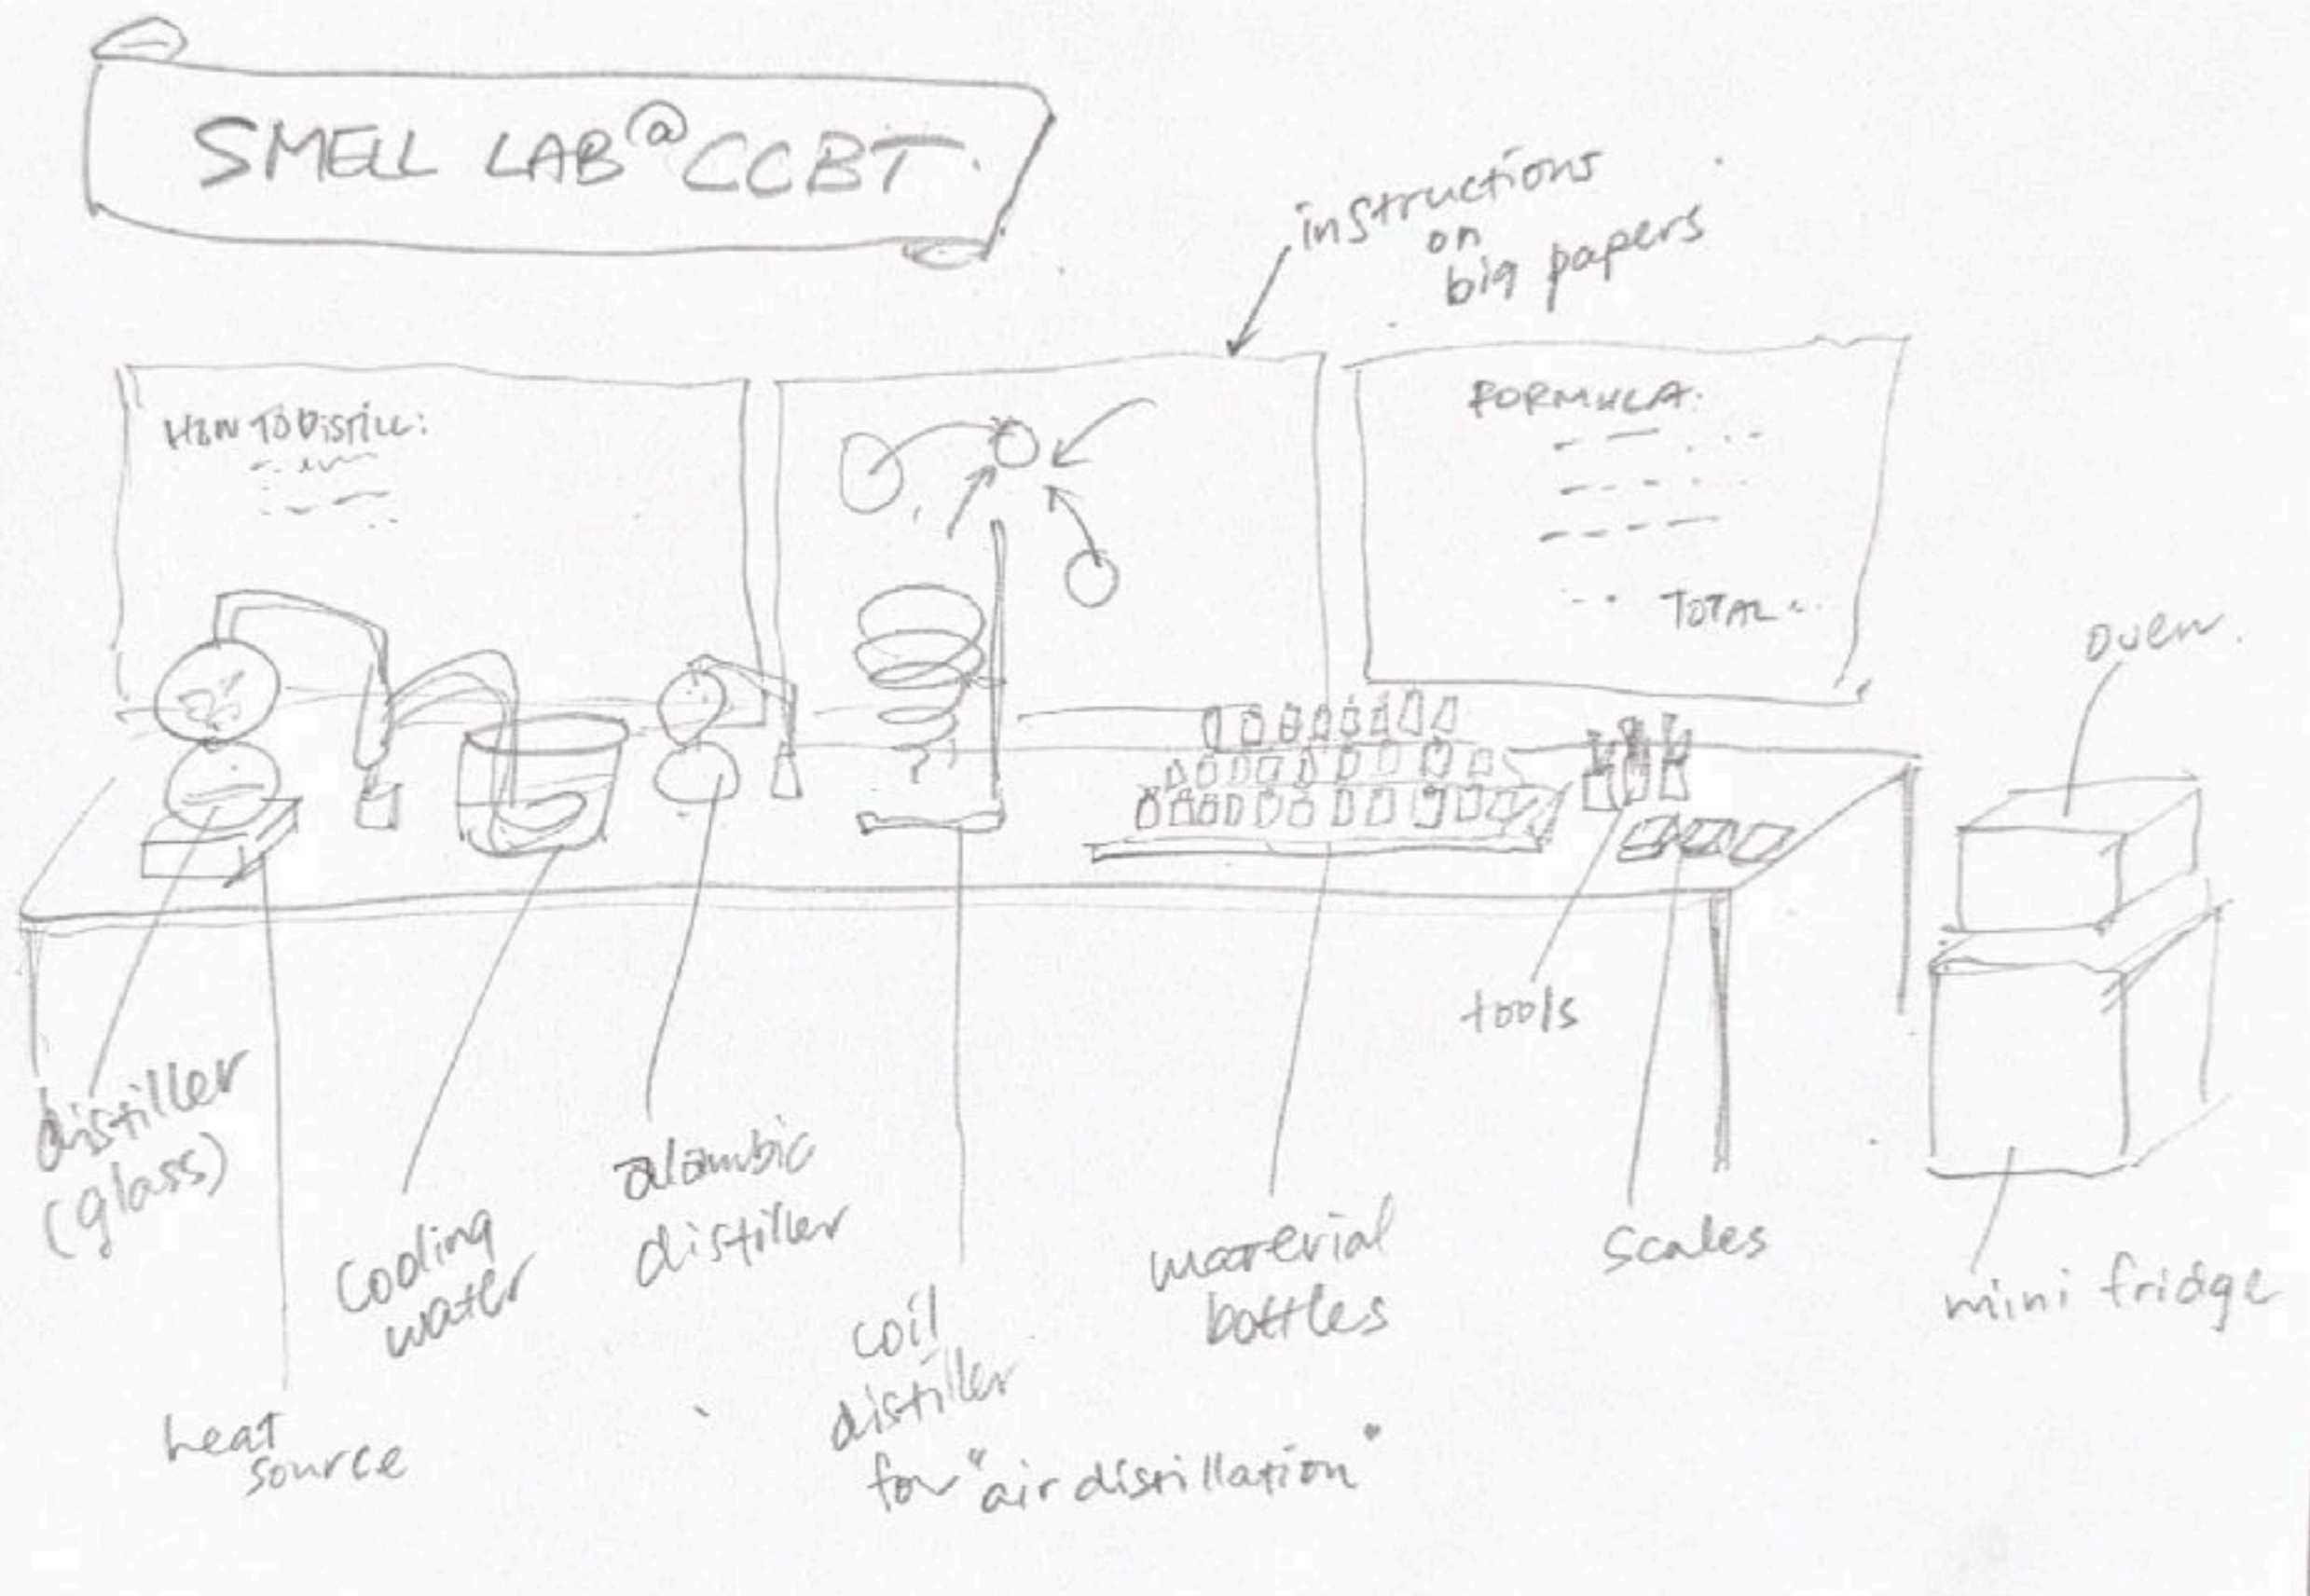 SMELL LAB @ CCBT.
instructions
on
big papers
HOW TO DISTILL:
FORMULA.
TOTAL
oven.
tools
distiller
(glass)
heat
source
cooling
water
alambic
distiller
coil
distiller
for "air distillation"
material
bottles
scales
mini fridge